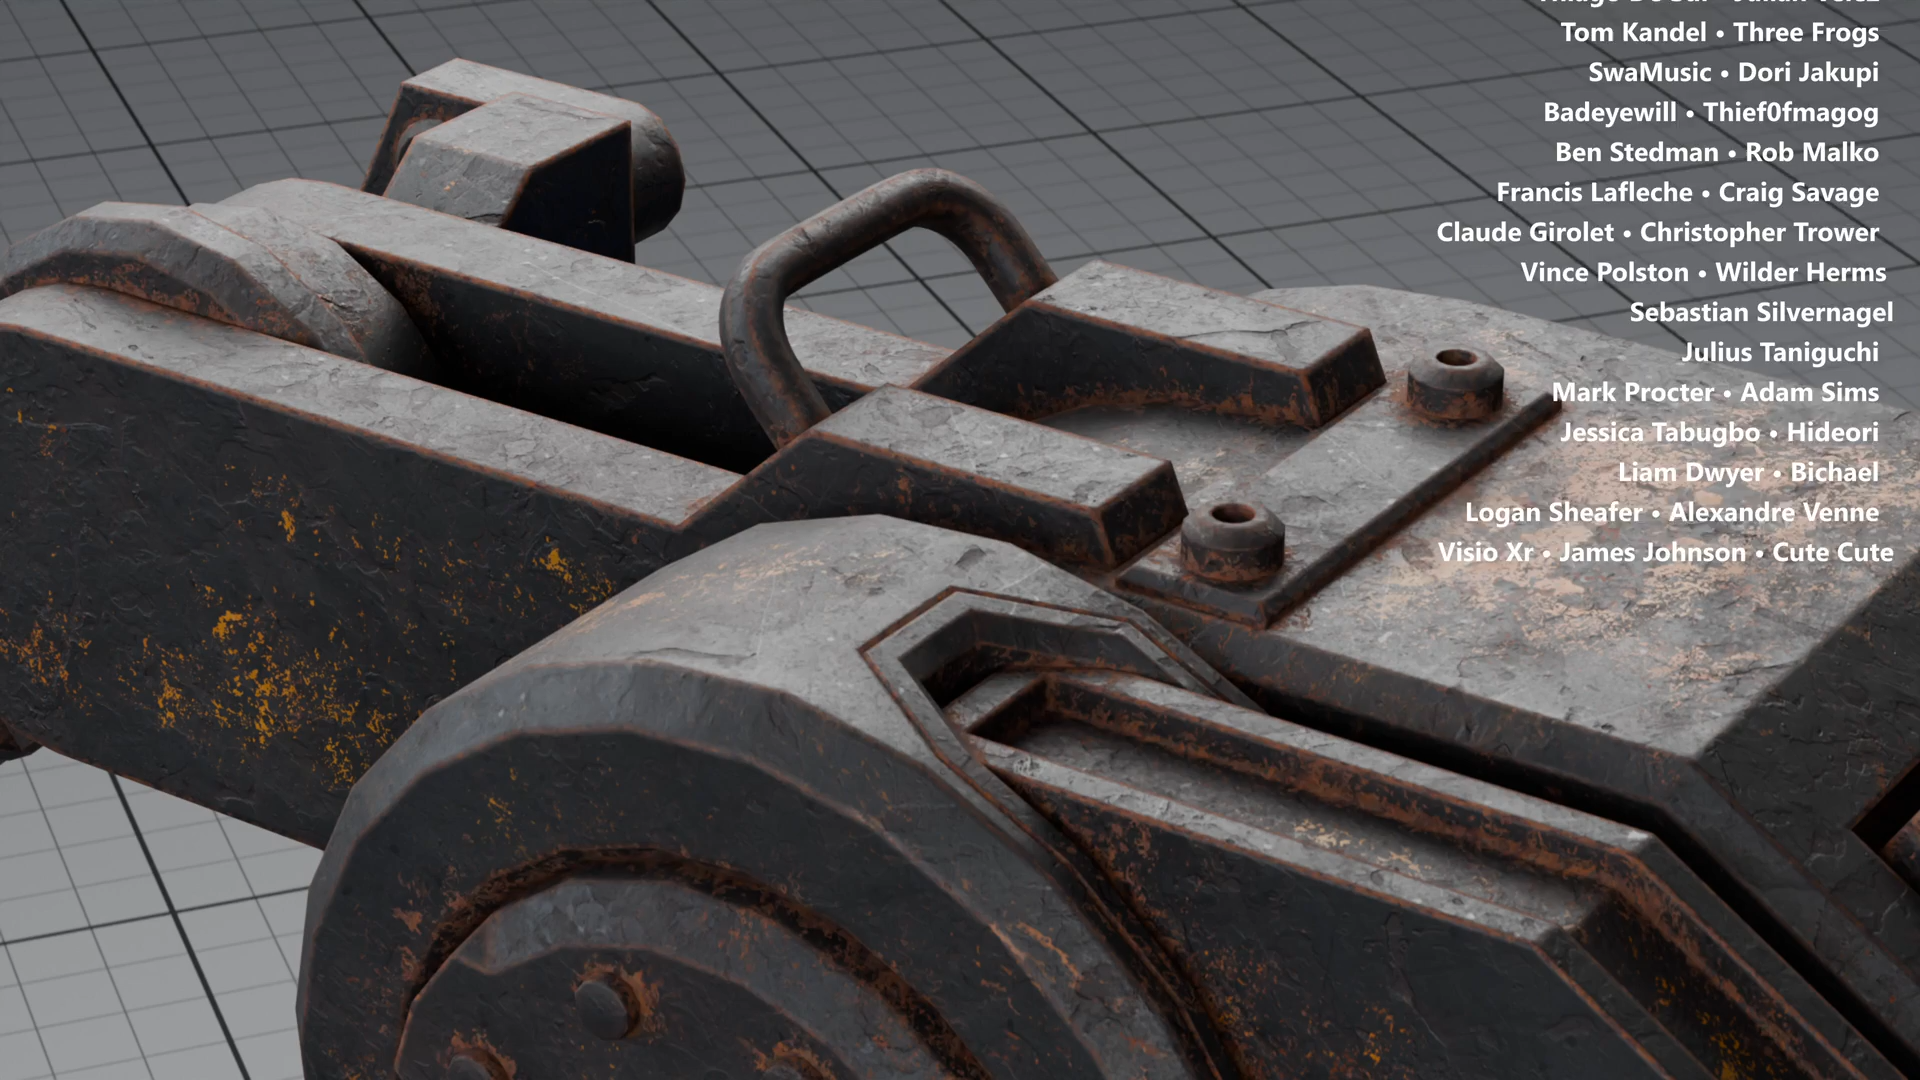 Tom Kandel • Three Frogs
SwaMusic • Dori Jakupi
Badeyewill • Thief0fmagog
Ben Stedman • Rob Malko
Francis Lafleche • Craig Savage
Claude Girolet • Christopher Trower
Vince Polston • Wilder Herms
Sebastian Silvernagel
Julius Taniguchi
Mark Procter • Adam Sims
Jessica Tabugbo • Hideori
Liam Dwyer • Bichael
Logan Sheafer • Alexandre Venne
Visio Xr • James Johnson • Cute Cute